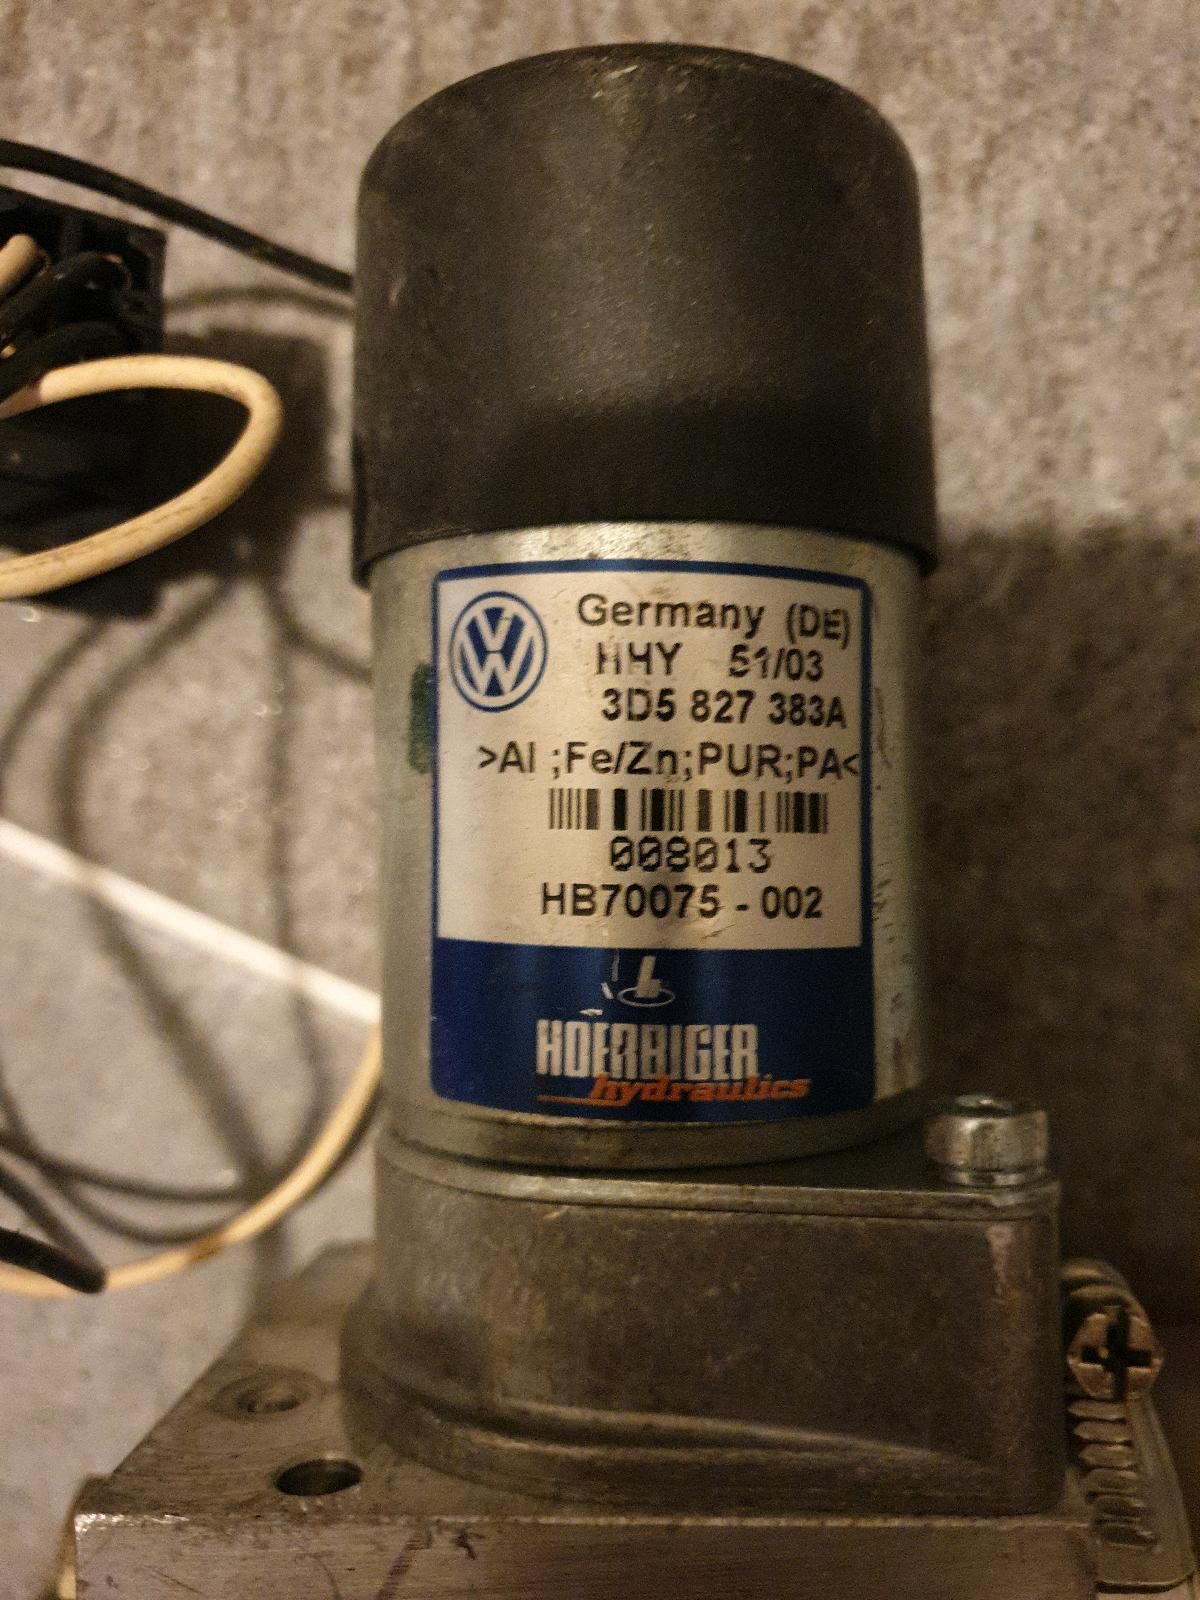 Germany (DE)
HHY 51/03
3D5 827 383A
>Al ;Fe/Zn;PUR;PA<
008013
HB70075 - 002
HOERBIGER
hydraulics